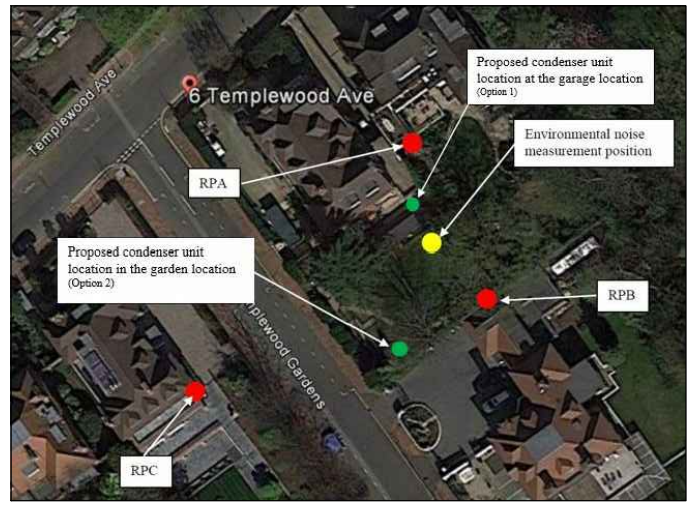 Proposed condenser unit
location at the garage location
(Option 1)
Templewood Ave
6 Templewood Ave
Environmental noise
measurement position
RPA
Proposed condenser unit
location in the garden location
(Option 2)
RPB
mplewood Gardens
RPC